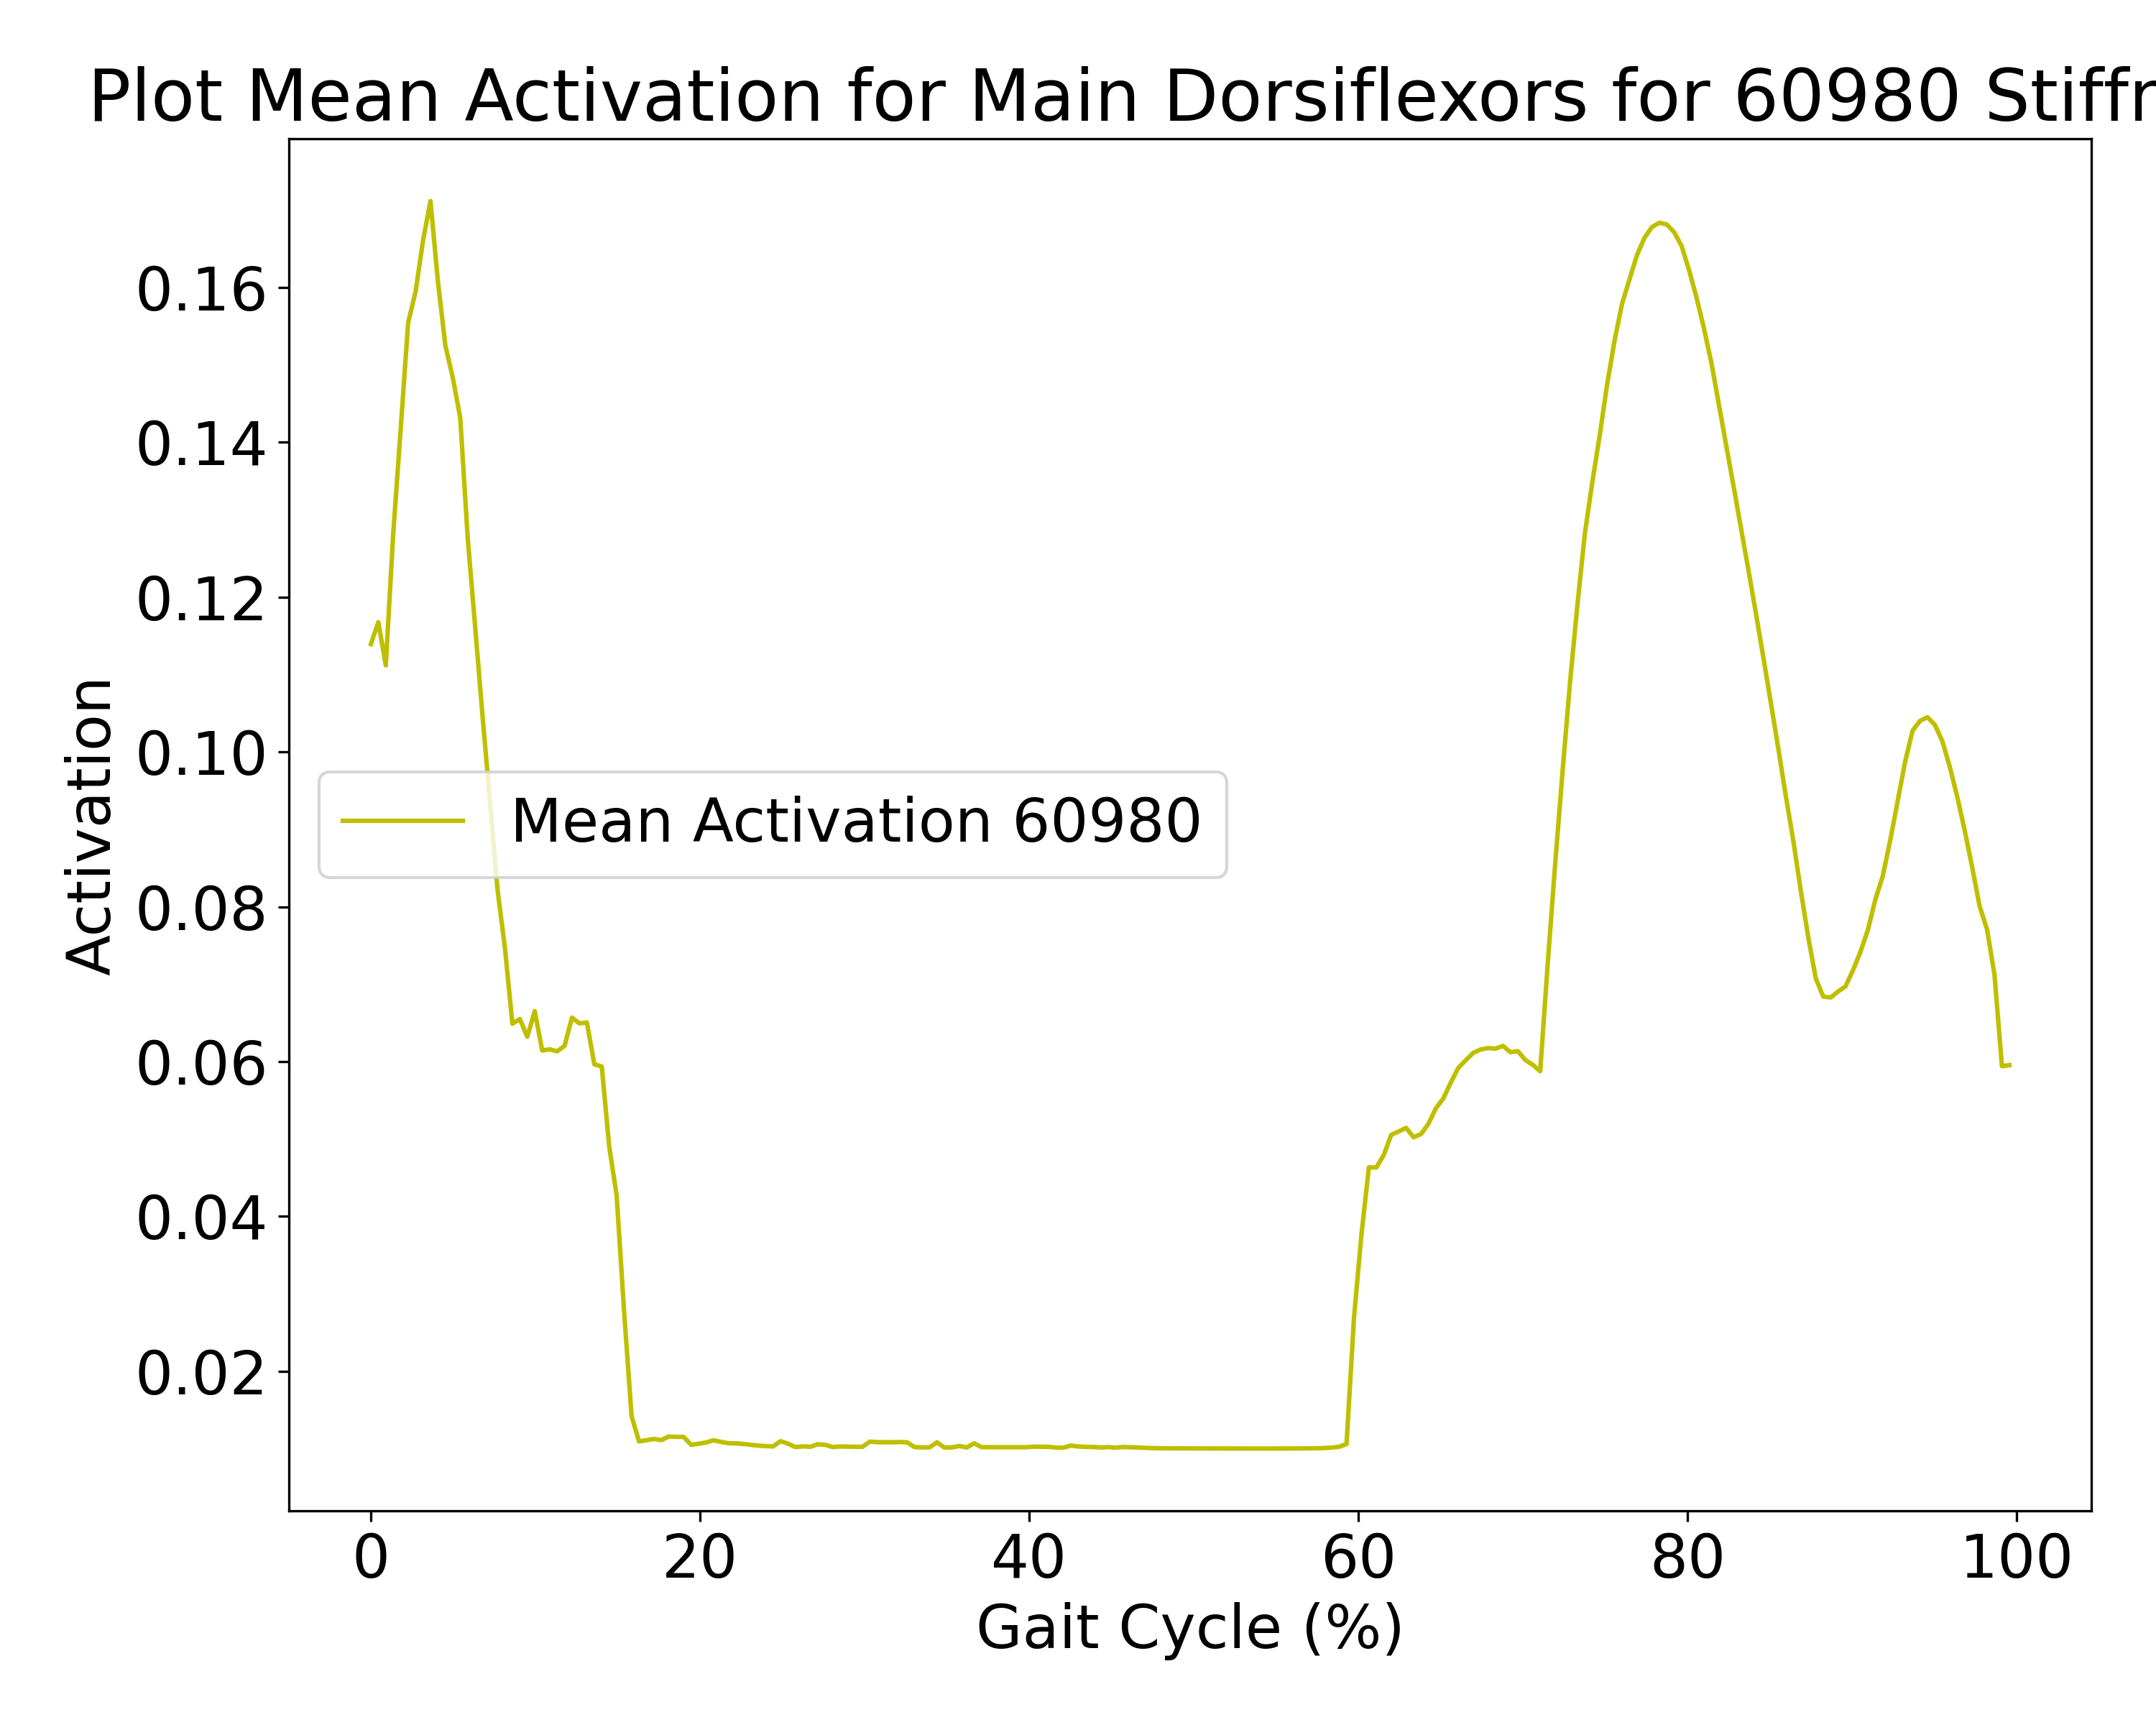 Plot Mean Activation for Main Dorsiflexors for 60980
0.16
0.14
0.12
0.10
0.08
0.06
0.04
0.02
Activation
Mean Activation 60980
0 20 40 60 80 100
Gait Cycle (%)